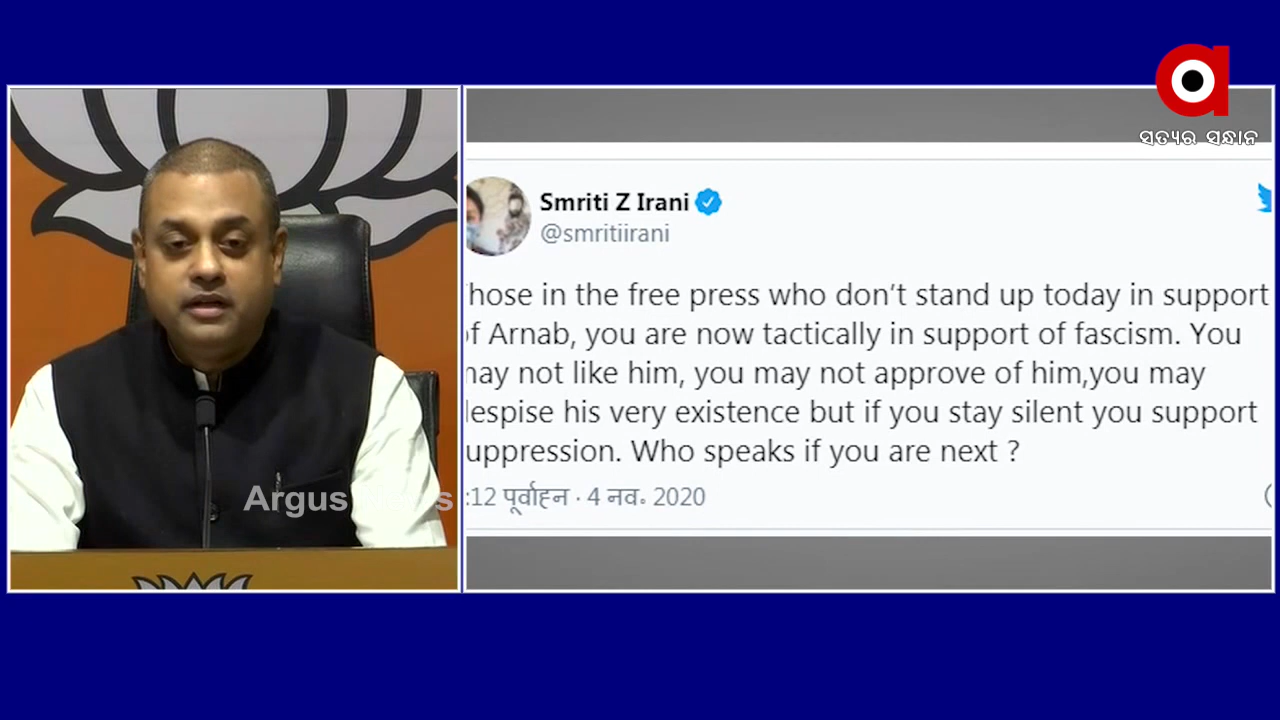 ସତ୍ୟର ସନ୍ଧାନ
Smriti Z Irani
@smritiirani
hose in the free press who don't stand up today in support
of Arnab, you are now tactically in support of fascism. You
may not like him, you may not approve of him,you may
despise his very existence but if you stay silent you support
uppression. Who speaks if you are next ?
:12 पूर्वाह्न · 4 नव॰ 2020
Argus News